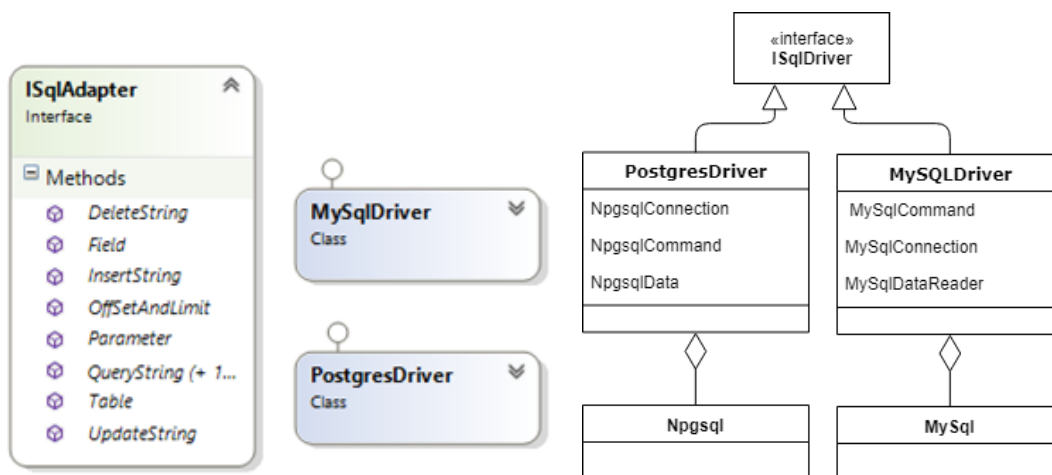 ISqlAdapter
Interface
Methods
DeleteString
Field
InsertString
OffSetAndLimit
Parameter
QueryString (+ 1...
Table
UpdateString
MySqlDriver
Class
PostgresDriver
Class
«interface»
ISqlDriver
PostgresDriver
NpgsqlConnection
NpgsqlCommand
NpgsqlData
MySQLDriver
MySqlCommand
MySqlConnection
MySqlDataReader
Npgsql
MySql